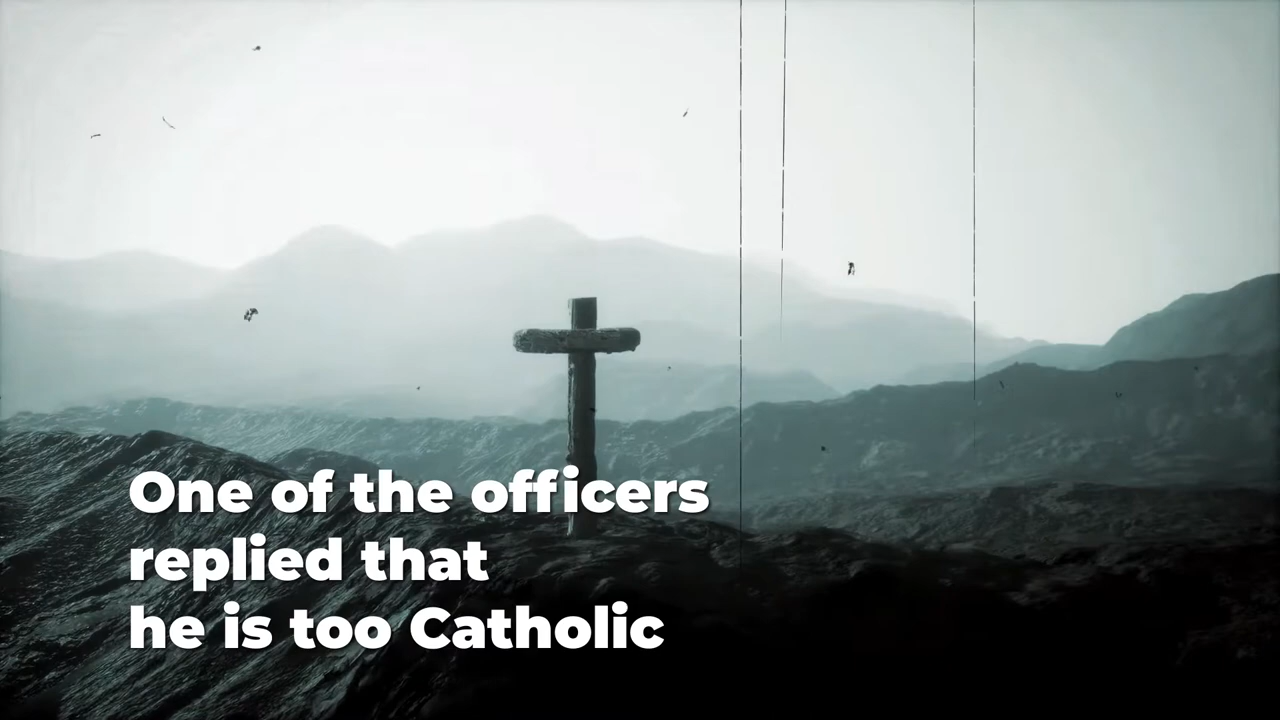 One of the officers
replied that
he is too Catholic